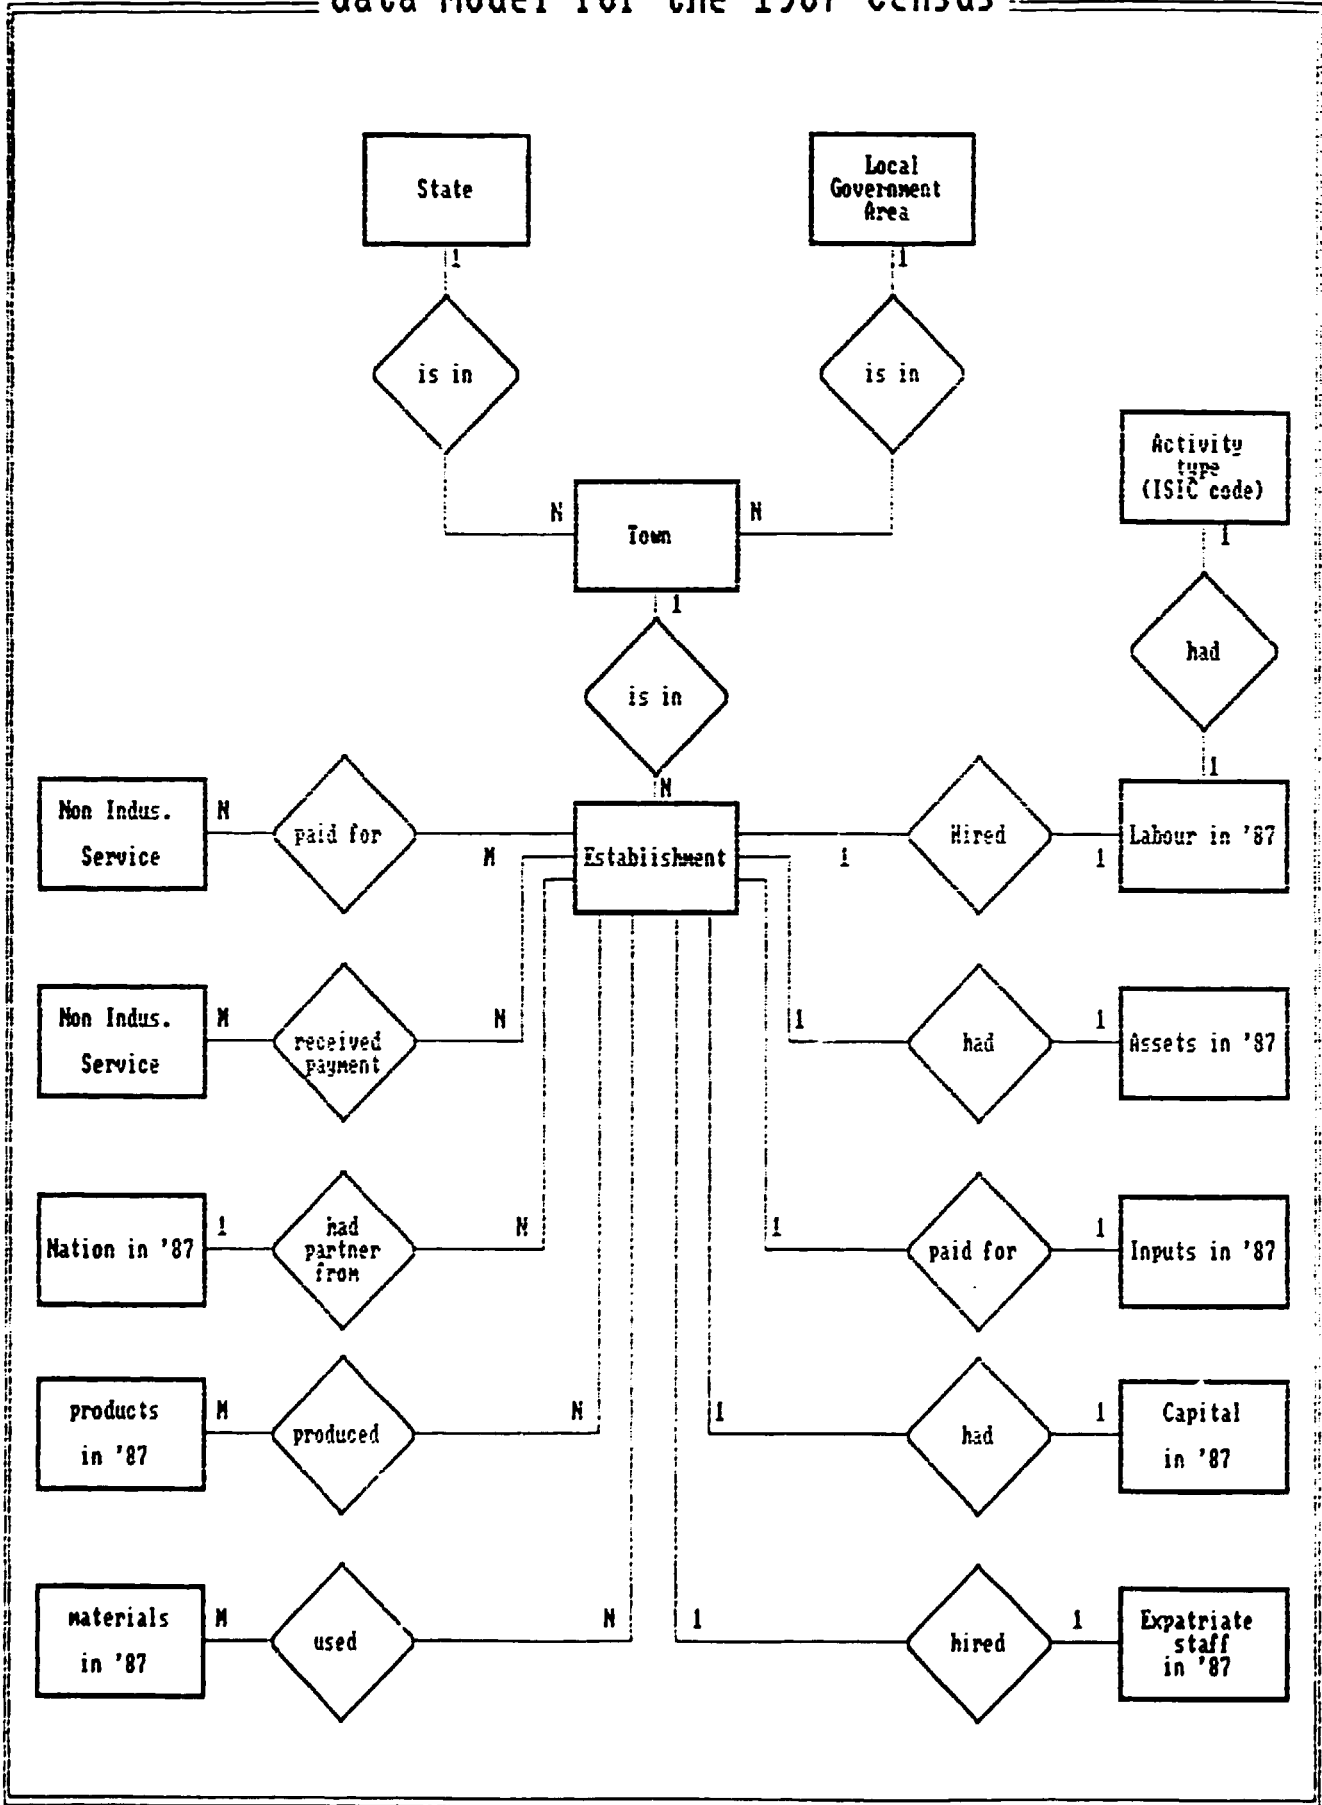 data Model for the 1987 Census
State
Local
Government
Area
1
1
is in
is in
Activity
type
(ISIC code)
1
N
Town
N
1
had
is in
1
N
Non Indus.
Service
N
paid for
M
Establishment
1
Hired
1
Labour in '87
Non Indus.
Service
M
received
payment
N
1
had
1
Assets in '87
Nation in '87
1
had
partner
from
N
1
paid for
1
Inputs in '87
products
in '87
M
produced
N
1
had
1
Capital
in '87
materials
in '87
M
used
N
1
hired
1
Expatriate
staff
in '87